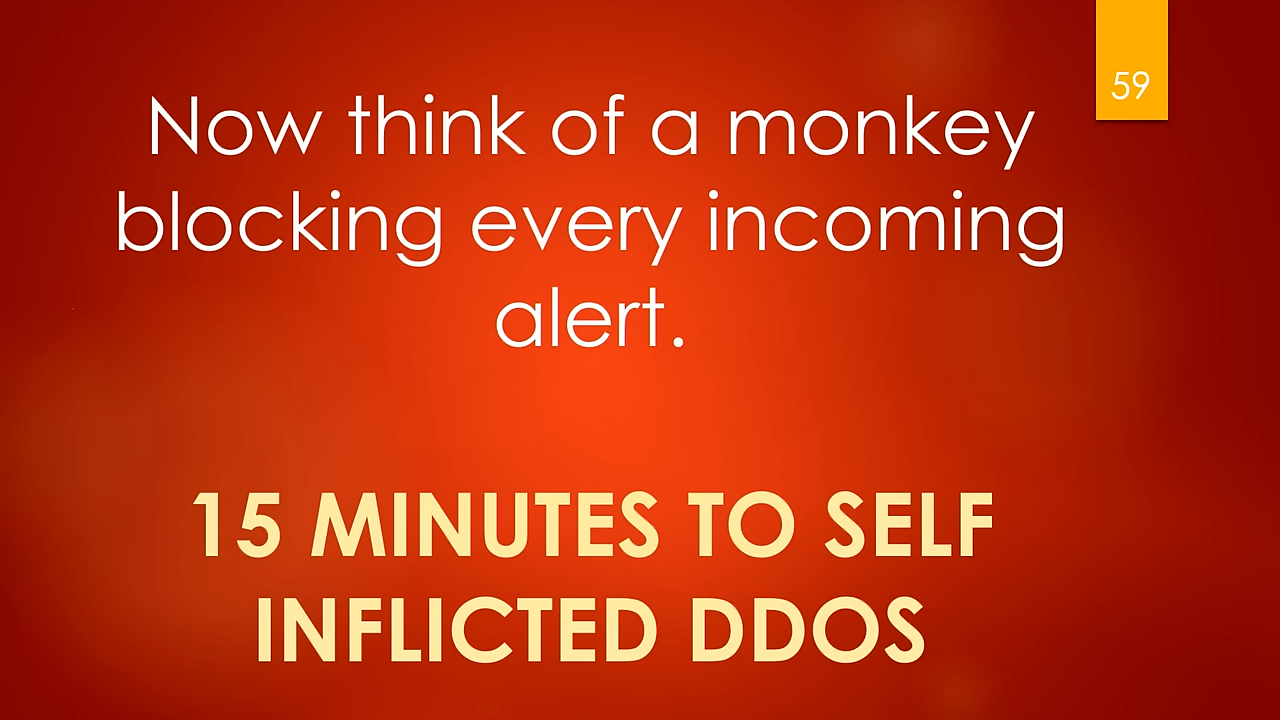 59
Now think of a monkey
blocking every incoming
alert.
15 MINUTES TO SELF
INFLICTED DDOS